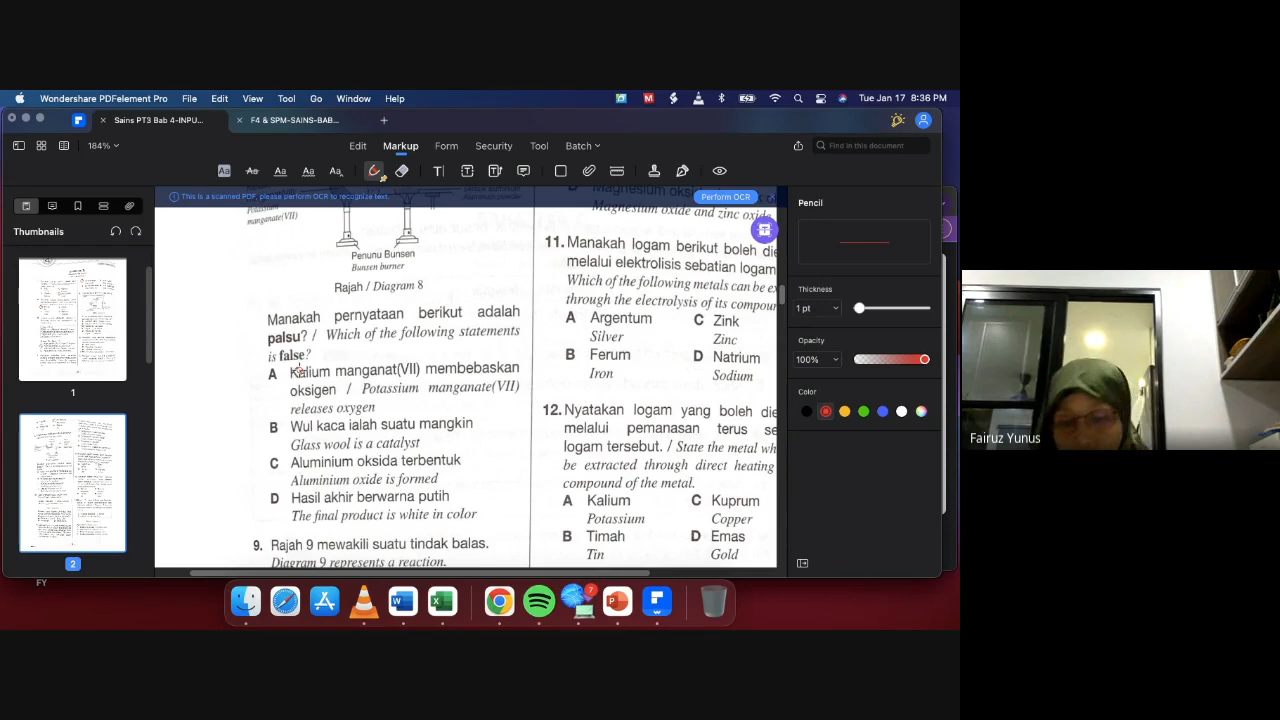 Wondershare PDFelement Pro File Edit View Tool Go Window Help
Tue Jan 17 8:36 PM
Sains PT3 Bab 4-INPU...
F4 & SPM-SAINS-BAB...
184%
Edit Markup Form Security Tool Batch
Find in this document
This is a scanned PDF, please perform OCR to recognize text.
Perform OCR
Thumbnails
1
2
Potassium
manganate(VII)
Penunu Bunsen
Bunsen burner
Rajah / Diagram 8
Manakah pernyataan berikut adalah
palsu? Which of the following statements
is false?
A Kalium manganat(VII) membebaskan
oksigen / Potassium manganate(VII)
releases oxygen
B Wul kaca ialah suatu mangkin
Glass wool is a catalyst
C Aluminium oksida terbentuk
Aluminium oxide is formed
D Hasil akhir berwarna putih
The final product is white in color
9. Rajah 9 mewakili suatu tindak balas.
Diagram 9 represents a reaction.
Magnesium oxide and zinc oxide
11. Manakah logam berikut boleh die
melalui elektrolisis sebatian logam
Which of the following metals can be ex
through the electrolysis of its compoun
A Argentum C Zink
Silver Zinc
B Ferum D Natrium
Iron Sodium
12. Nyatakan logam yang boleh die
melalui pemanasan terus se
logam tersebut. / State the metal wh
be extracted through direct heating
compound of the metal.
A Kalium C Kuprum
Potassium Copper
B Timah D Emas
Tin Gold
Pencil
Thickness
1 pt
Opacity
100%
Color
FY
7
Fairuz Yunus